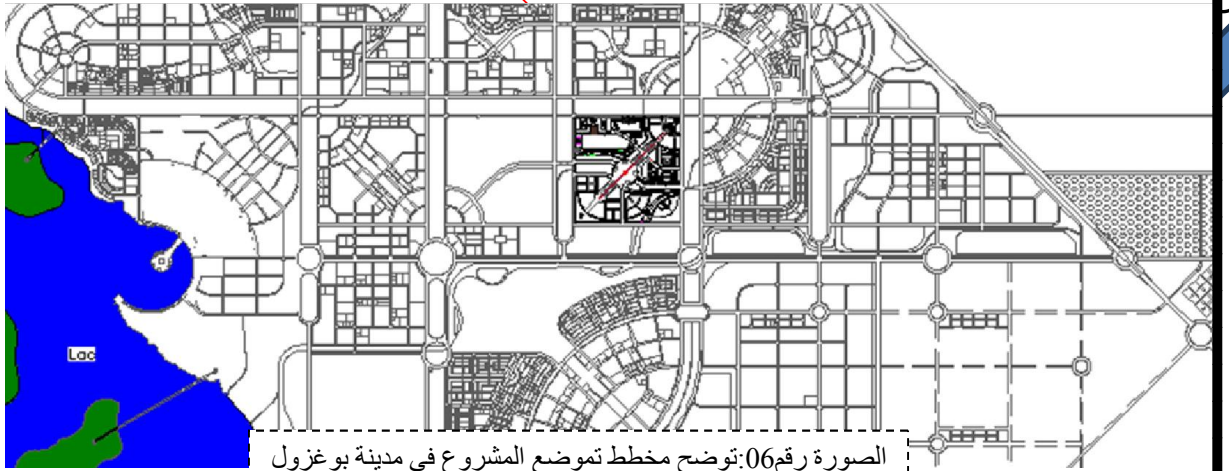 Lac
الصورة رقم06:توضح مخطط تموضع المشروع في مدينة بوغزول